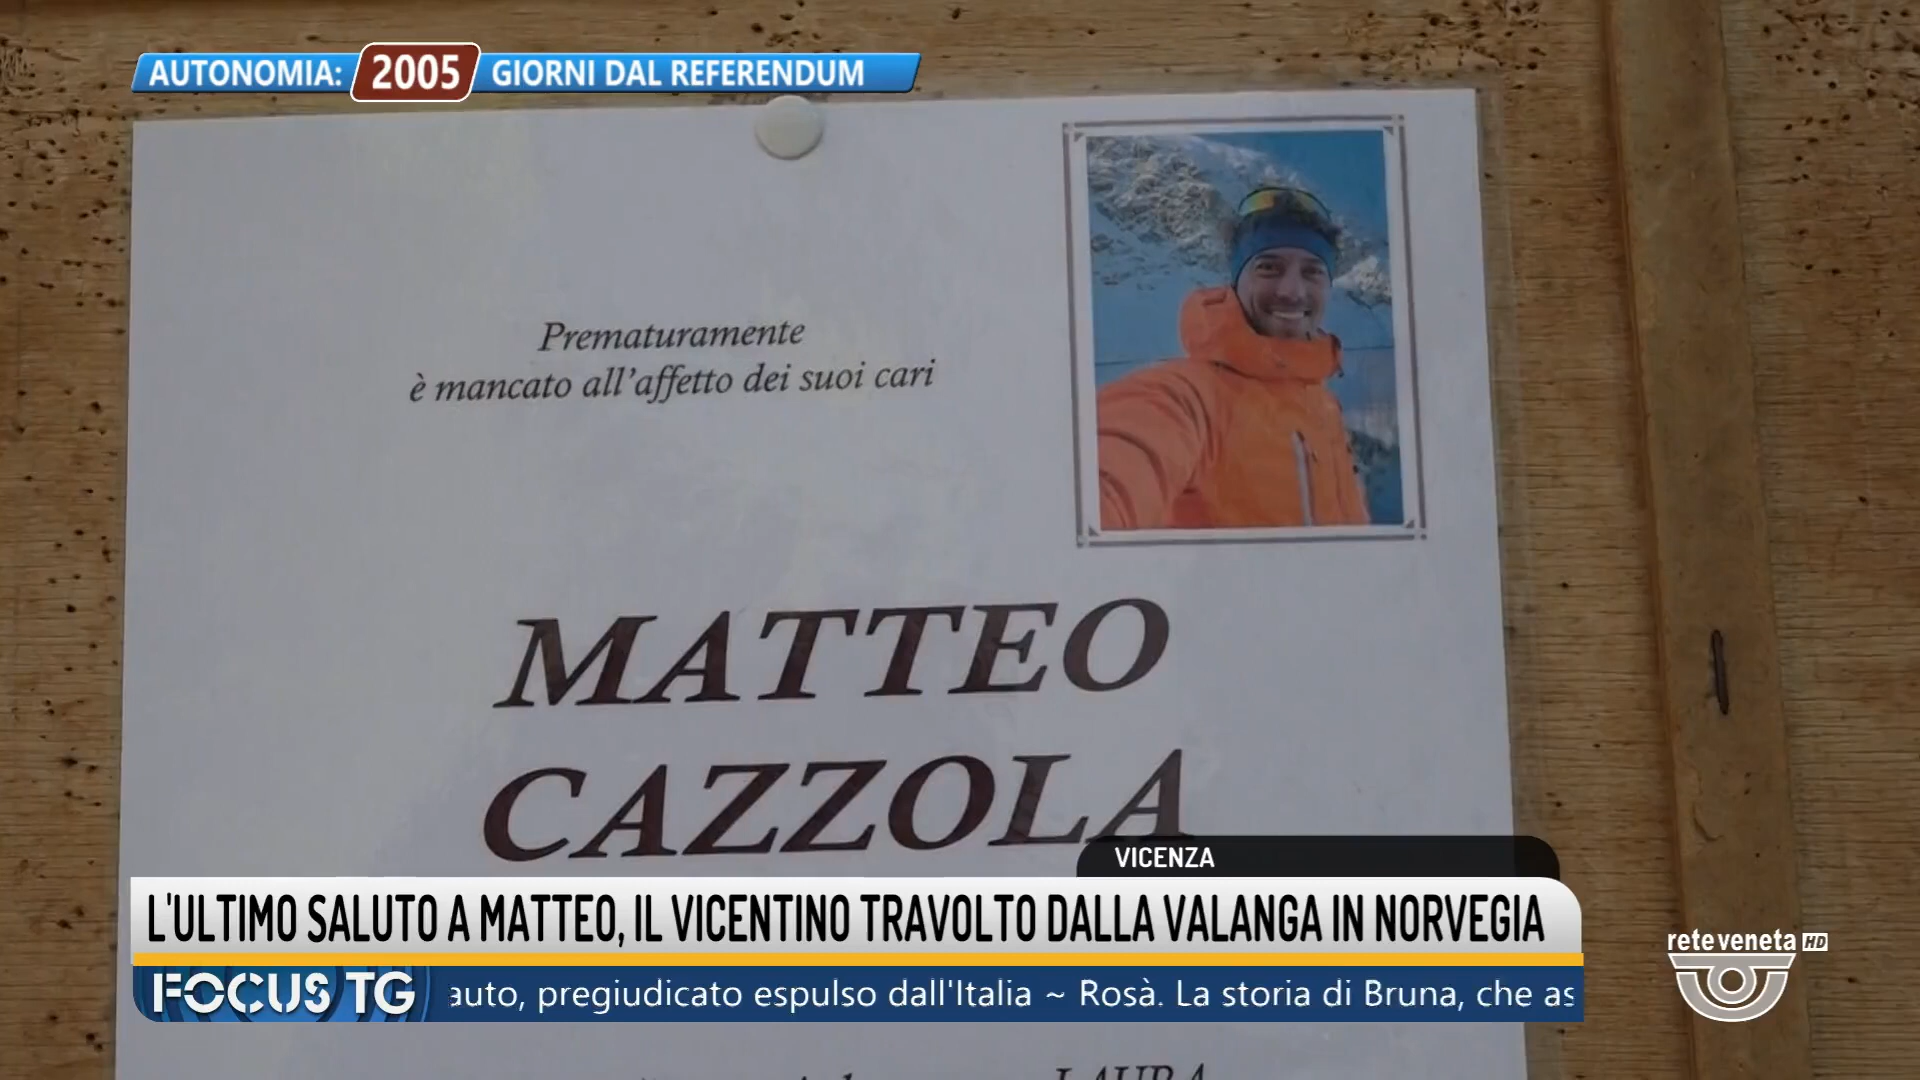 AUTONOMIA: 2005 GIORNI DAL REFERENDUM
Prematuramente
è mancato all'affetto dei suoi cari
MATTEO
CAZZOLA
VICENZA
L'ULTIMO SALUTO A MATTEO, IL VICENTINO TRAVOLTO DALLA VALANGA IN NORVEGIA
reteveneta HD
FOCUS TG auto, pregiudicato espulso dall'Italia ~ Rosà. La storia di Bruna, che as
LAURA